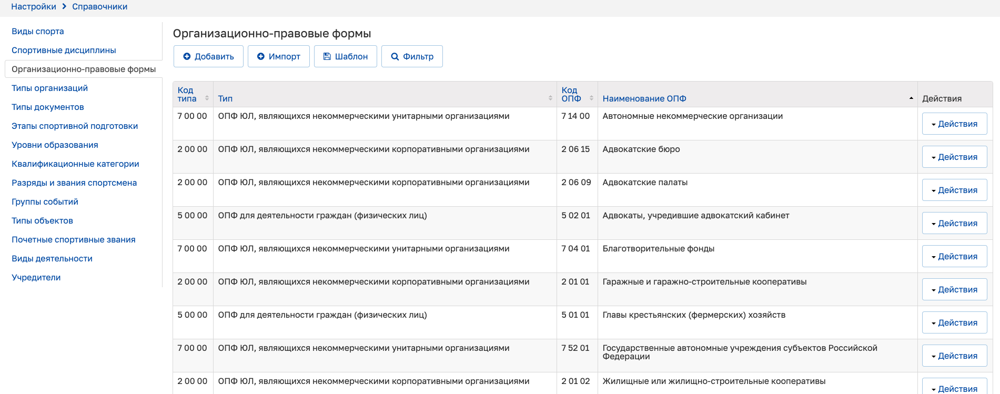 Настройки > Справочники
Виды спорта
Спортивные дисциплины
Организационно-правовые формы
Типы организаций
Типы документов
Этапы спортивной подготовки
Уровни образования
Квалификационные категории
Разряды и звания спортсмена
Группы событий
Типы объектов
Почетные спортивные звания
Виды деятельности
Учредители
Организационно-правовые формы
Добавить Импорт Шаблон Фильтр
Код типа Тип Код ОПФ Наименование ОПФ Действия
7 00 00 ОПФ ЮЛ, являющихся некоммерческими унитарными организациями 7 14 00 Автономные некоммерческие организации Действия
2 00 00 ОПФ ЮЛ, являющихся некоммерческими корпоративными организациями 2 06 15 Адвокатские бюро Действия
2 00 00 ОПФ ЮЛ, являющихся некоммерческими корпоративными организациями 2 06 09 Адвокатские палаты Действия
5 00 00 ОПФ для деятельности граждан (физических лиц) 5 02 01 Адвокаты, учредившие адвокатский кабинет Действия
7 00 00 ОПФ ЮЛ, являющихся некоммерческими унитарными организациями 7 04 01 Благотворительные фонды Действия
2 00 00 ОПФ ЮЛ, являющихся некоммерческими корпоративными организациями 2 01 01 Гаражные и гаражно-строительные кооперативы Действия
5 00 00 ОПФ для деятельности граждан (физических лиц) 5 01 01 Главы крестьянских (фермерских) хозяйств Действия
7 00 00 ОПФ ЮЛ, являющихся некоммерческими унитарными организациями 7 52 01 Государственные автономные учреждения субъектов Российской
Федерации Действия
2 00 00 ОПФ ЮЛ, являющихся некоммерческими корпоративными организациями 2 01 02 Жилищные или жилищно-строительные кооперативы Действия